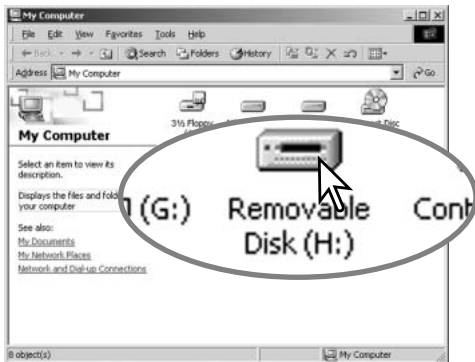 My Computer
File Edit View Favorites Tools Help
Back Search Folders History
Address My Computer Go
3½ Floppy
My Computer
Select an item to view its
description.
Displays the files and fold
your computer
See also:
My Documents
My Network Places
Network and Dial-up Connections
(G:) Removable Cont
Disk (H:)
8 object(s) My Computer